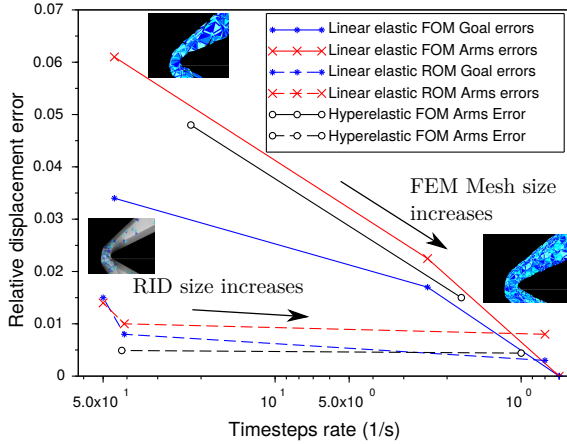 0.07
0.06
0.05
0.04
0.03
0.02
0.01
0
Relative displacement error
Linear elastic FOM Goal errors
Linear elastic FOM Arms errors
Linear elastic ROM Goal errors
Linear elastic ROM Arms errors
Hyperelastic FOM Arms Error
Hyperelastic FOM Arms Error
FEM Mesh size
increases
RID size increases
5.0x10¹
10¹
5.0x10⁰
10⁰
Timesteps rate (1/s)